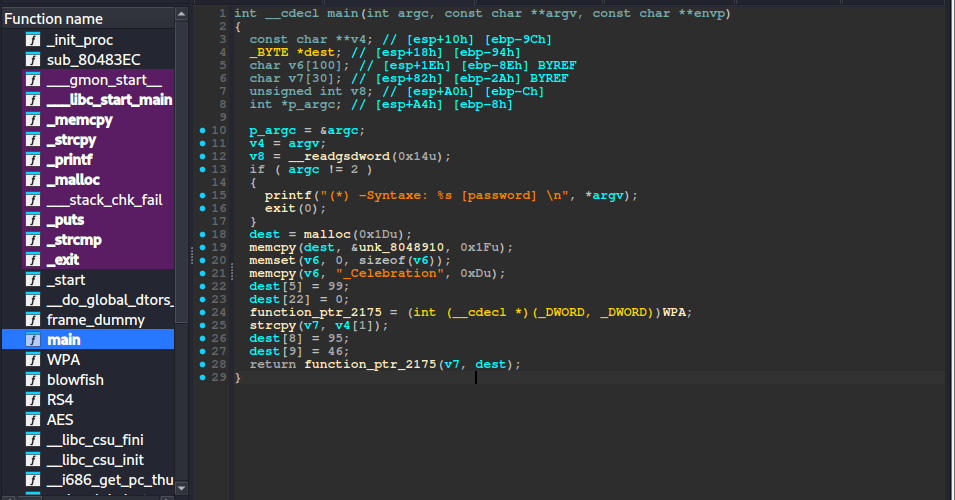 Function name
f _init_proc
f sub_80483EC
f ___gmon_start__
f ___libc_start_main
f _memcpy
f _strcpy
f _printf
f _malloc
f ___stack_chk_fail
f _puts
f _strcmp
f _exit
f _start
f __do_global_dtors_
f frame_dummy
f main
f WPA
f blowfish
f RS4
f AES
f __libc_csu_fini
f __libc_csu_init
f __i686_get_pc_thu
1 int __cdecl main(int argc, const char **argv, const char **envp)
2 {
3 const char **v4; // [esp+10h] [ebp-9Ch]
4 _BYTE *dest; // [esp+18h] [ebp-94h]
5 char v6[100]; // [esp+1Eh] [ebp-8Eh] BYREF
6 char v7[30]; // [esp+82h] [ebp-2Ah] BYREF
7 unsigned int v8; // [esp+A0h] [ebp-Ch]
8 int *p_argc; // [esp+A4h] [ebp-8h]
9
10 p_argc = &argc;
11 v4 = argv;
12 v8 = __readgsdword(0x14u);
13 if ( argc != 2 )
14 {
15 printf("(*) -Syntaxe: %s [password] \n", *argv);
16 exit(0);
17 }
18 dest = malloc(0x1Du);
19 memcpy(dest, &unk_8048910, 0x1Fu);
20 memset(v6, 0, sizeof(v6));
21 memcpy(v6, "_Celebration", 0xDu);
22 dest[5] = 99;
23 dest[22] = 0;
24 function_ptr_2175 = (int (__cdecl *)(_DWORD, _DWORD))WPA;
25 strcpy(v7, v4[1]);
26 dest[8] = 95;
27 dest[9] = 46;
28 return function_ptr_2175(v7, dest);
29 }